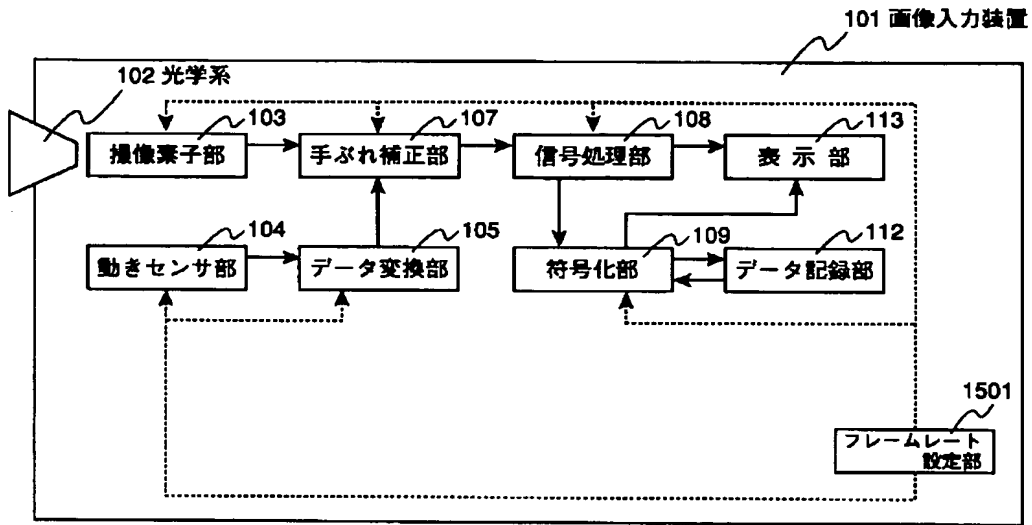 101 画像入力装置
102 光学系
103
107
108
113
撮像素子部
手ぶれ補正部
信号処理部
表 示 部
104
105
109
112
動きセンサ部
データ変換部
符号化部
データ記録部
1501
フレームレート
設定部